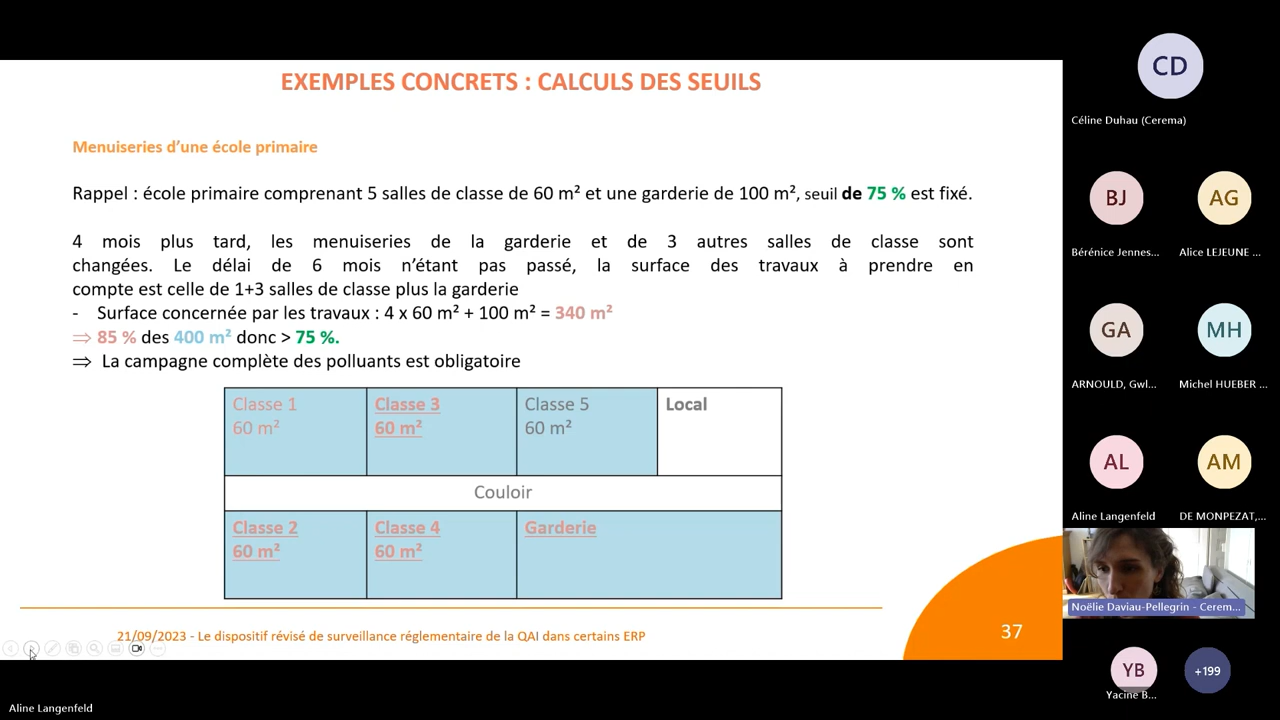 EXEMPLES CONCRETS : CALCULS DES SEUILS
Menuiseries d’une école primaire
Rappel : école primaire comprenant 5 salles de classe de 60 m² et une garderie de 100 m², seuil de 75 % est fixé.
4 mois plus tard, les menuiseries de la garderie et de 3 autres salles de classe sont
changées. Le délai de 6 mois n’étant pas passé, la surface des travaux à prendre en
compte est celle de 1+3 salles de classe plus la garderie
- Surface concernée par les travaux : 4 x 60 m² + 100 m² = 340 m²
⇒ 85 % des 400 m² donc > 75 %.
⇒ La campagne complète des polluants est obligatoire
Classe 1
60 m²
Classe 3
60 m²
Classe 5
60 m²
Local
Couloir
Classe 2
60 m²
Classe 4
60 m²
Garderie
21/09/2023 - Le dispositif révisé de surveillance réglementaire de la QAI dans certains ERP
37
Aline Langenfeld
CD
Céline Duhau (Cerema)
BJ
Bérénice Jennes...
AG
Alice LEJEUNE ...
GA
ARNOULD, Gwl...
MH
Michel HUEBER ...
AL
Aline Langenfeld
AM
DE MONPEZAT,...
Noëlie Daviau-Pellegrin - Cerem...
YB
Yacine B...
+199